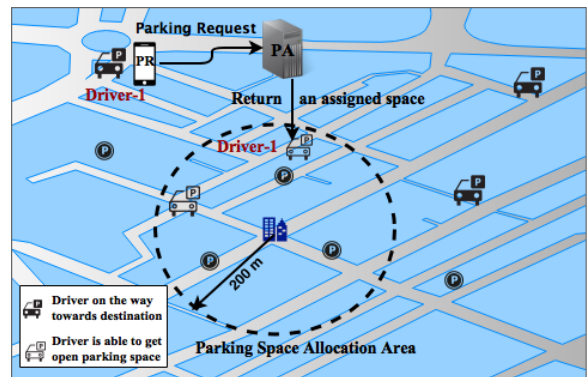 Parking Request
PR
PA
P
P
Driver-1
Return an assigned space
Driver-1
P
P
P
P
P
P
P
P
200 m
P
Driver on the way
towards destination
P
Driver is able to get
open parking space
Parking Space Allocation Area